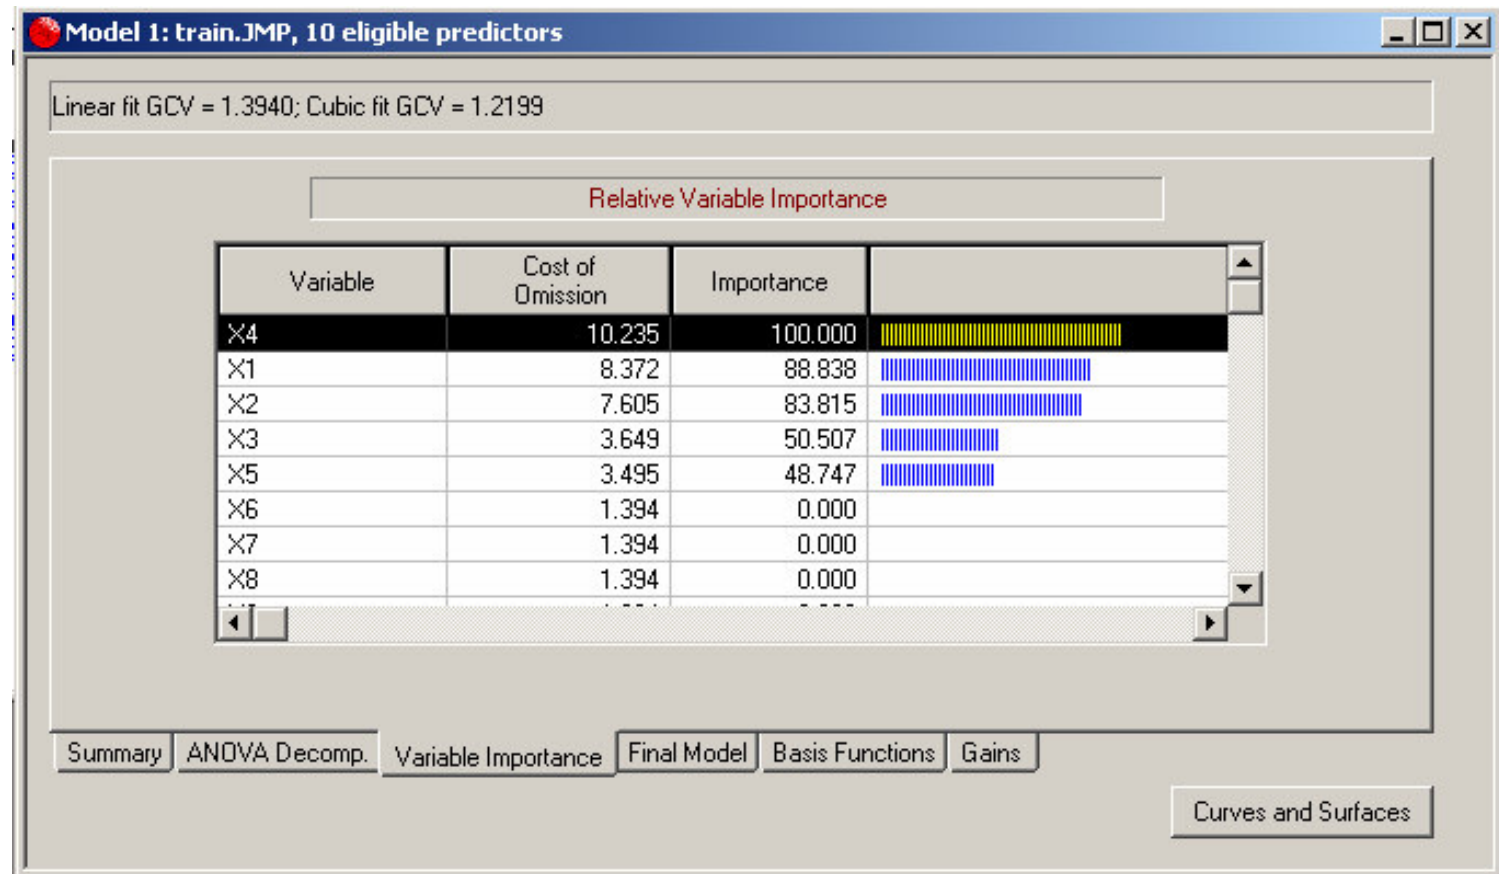 Model 1: train.JMP, 10 eligible predictors
Linear fit GCV = 1.3940; Cubic fit GCV = 1.2199
Relative Variable Importance
Variable Cost of Omission Importance
X4 10.235 100.000
X1 8.372 88.838
X2 7.605 83.815
X3 3.649 50.507
X5 3.495 48.747
X6 1.394 0.000
X7 1.394 0.000
X8 1.394 0.000
Summary ANOVA Decomp. Variable Importance Final Model Basis Functions Gains
Curves and Surfaces